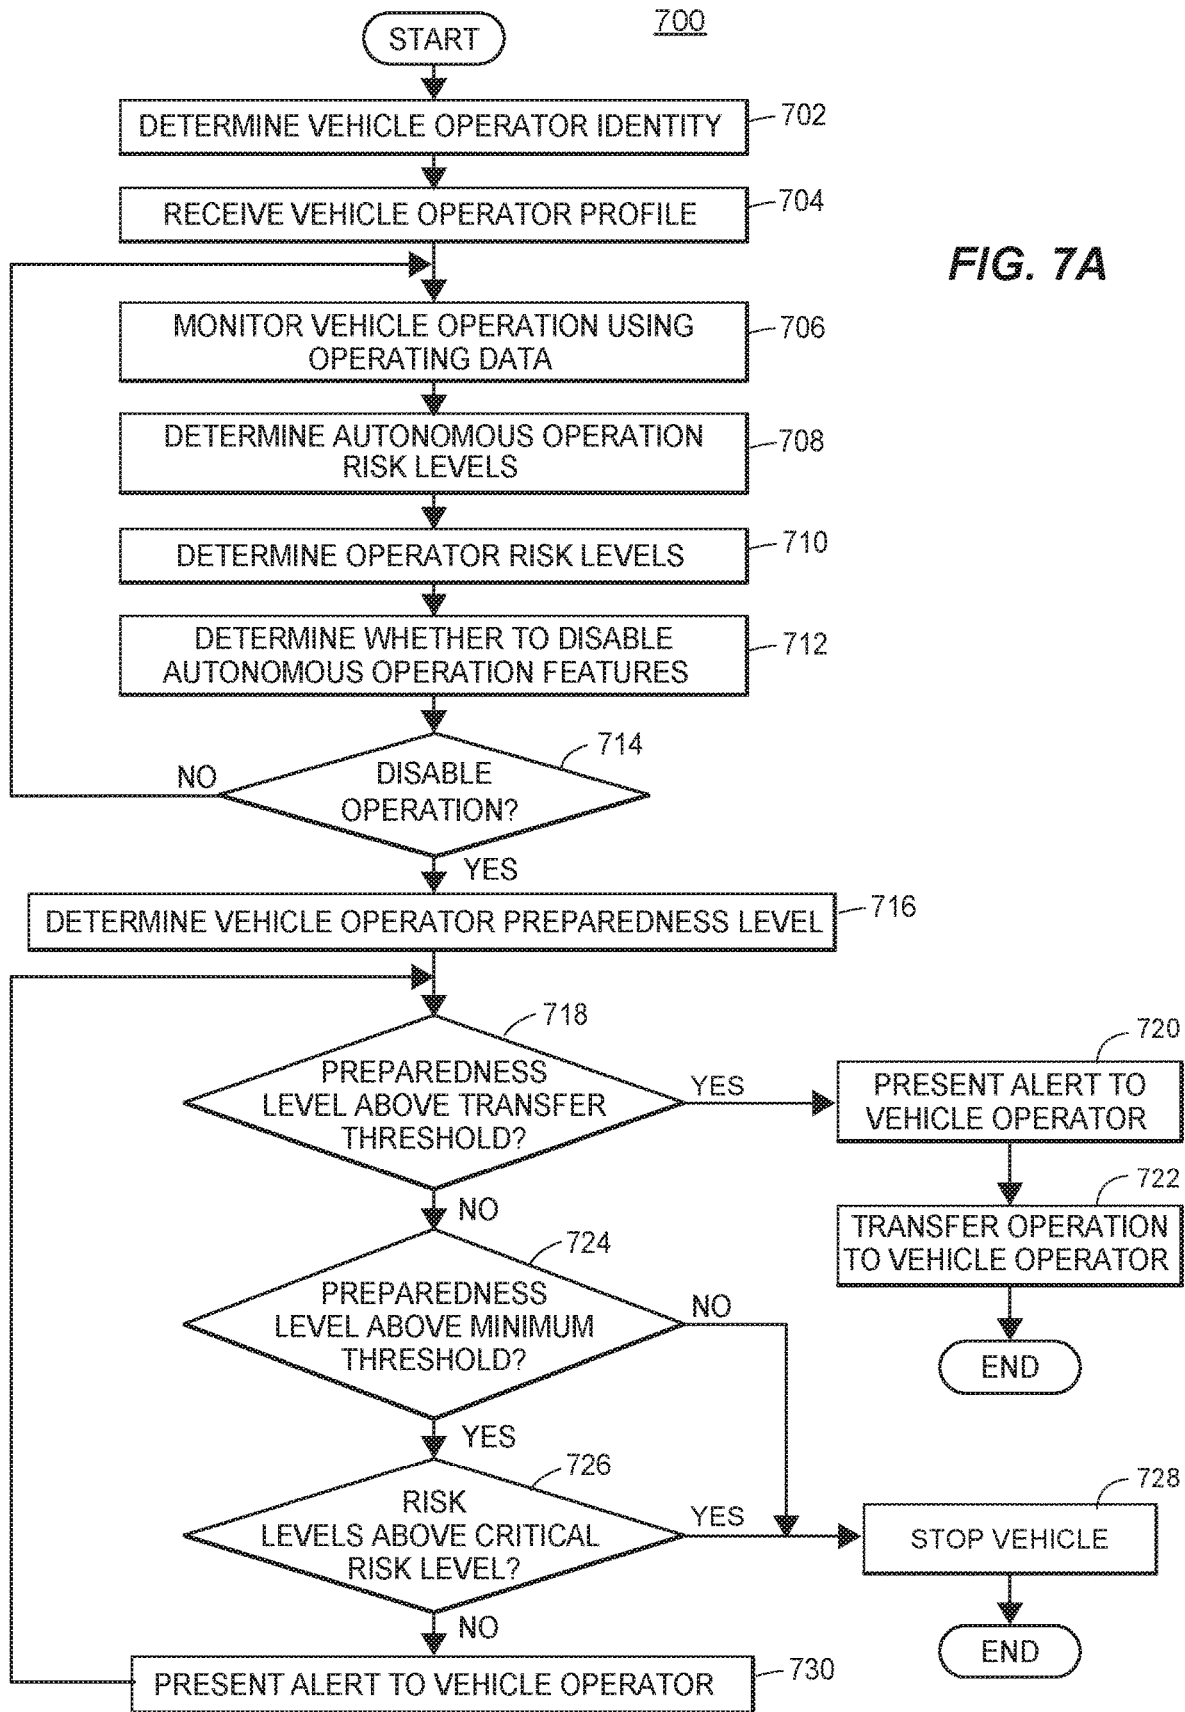 700
START
DETERMINE VEHICLE OPERATOR IDENTITY
702
RECEIVE VEHICLE OPERATOR PROFILE
704
FIG. 7A
MONITOR VEHICLE OPERATION USING
OPERATING DATA
706
DETERMINE AUTONOMOUS OPERATION
RISK LEVELS
708
DETERMINE OPERATOR RISK LEVELS
710
DETERMINE WHETHER TO DISABLE
AUTONOMOUS OPERATION FEATURES
712
714
NO
DISABLE
OPERATION?
YES
DETERMINE VEHICLE OPERATOR PREPAREDNESS LEVEL
716
718
PREPAREDNESS
LEVEL ABOVE TRANSFER
THRESHOLD?
YES
720
PRESENT ALERT TO
VEHICLE OPERATOR
722
TRANSFER OPERATION
TO VEHICLE OPERATOR
END
NO
724
PREPAREDNESS
LEVEL ABOVE MINIMUM
THRESHOLD?
NO
YES
726
RISK
LEVELS ABOVE CRITICAL
RISK LEVEL?
YES
728
STOP VEHICLE
END
NO
PRESENT ALERT TO VEHICLE OPERATOR
730